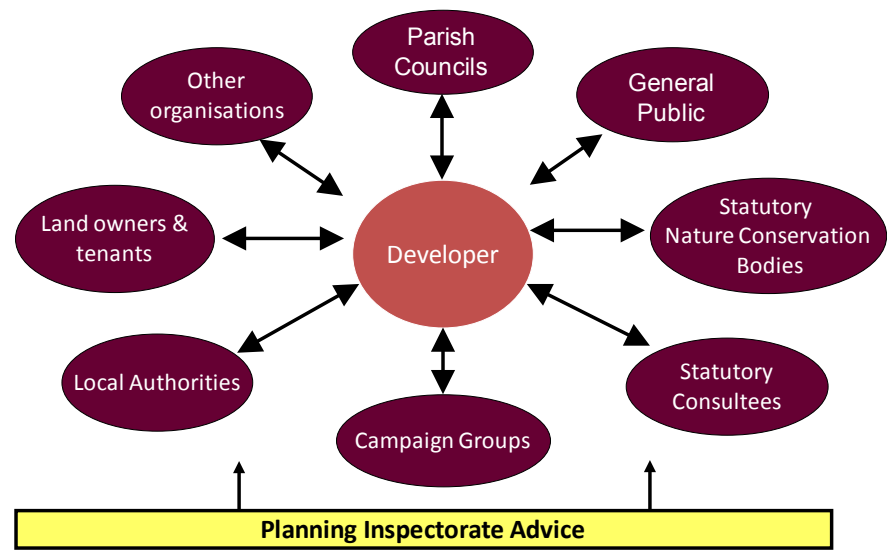 Parish
Councils
Other
organisations
General
Public
Land owners &
tenants
Developer
Statutory
Nature Conservation
Bodies
Local Authorities
Statutory
Consultees
Campaign Groups
Planning Inspectorate Advice